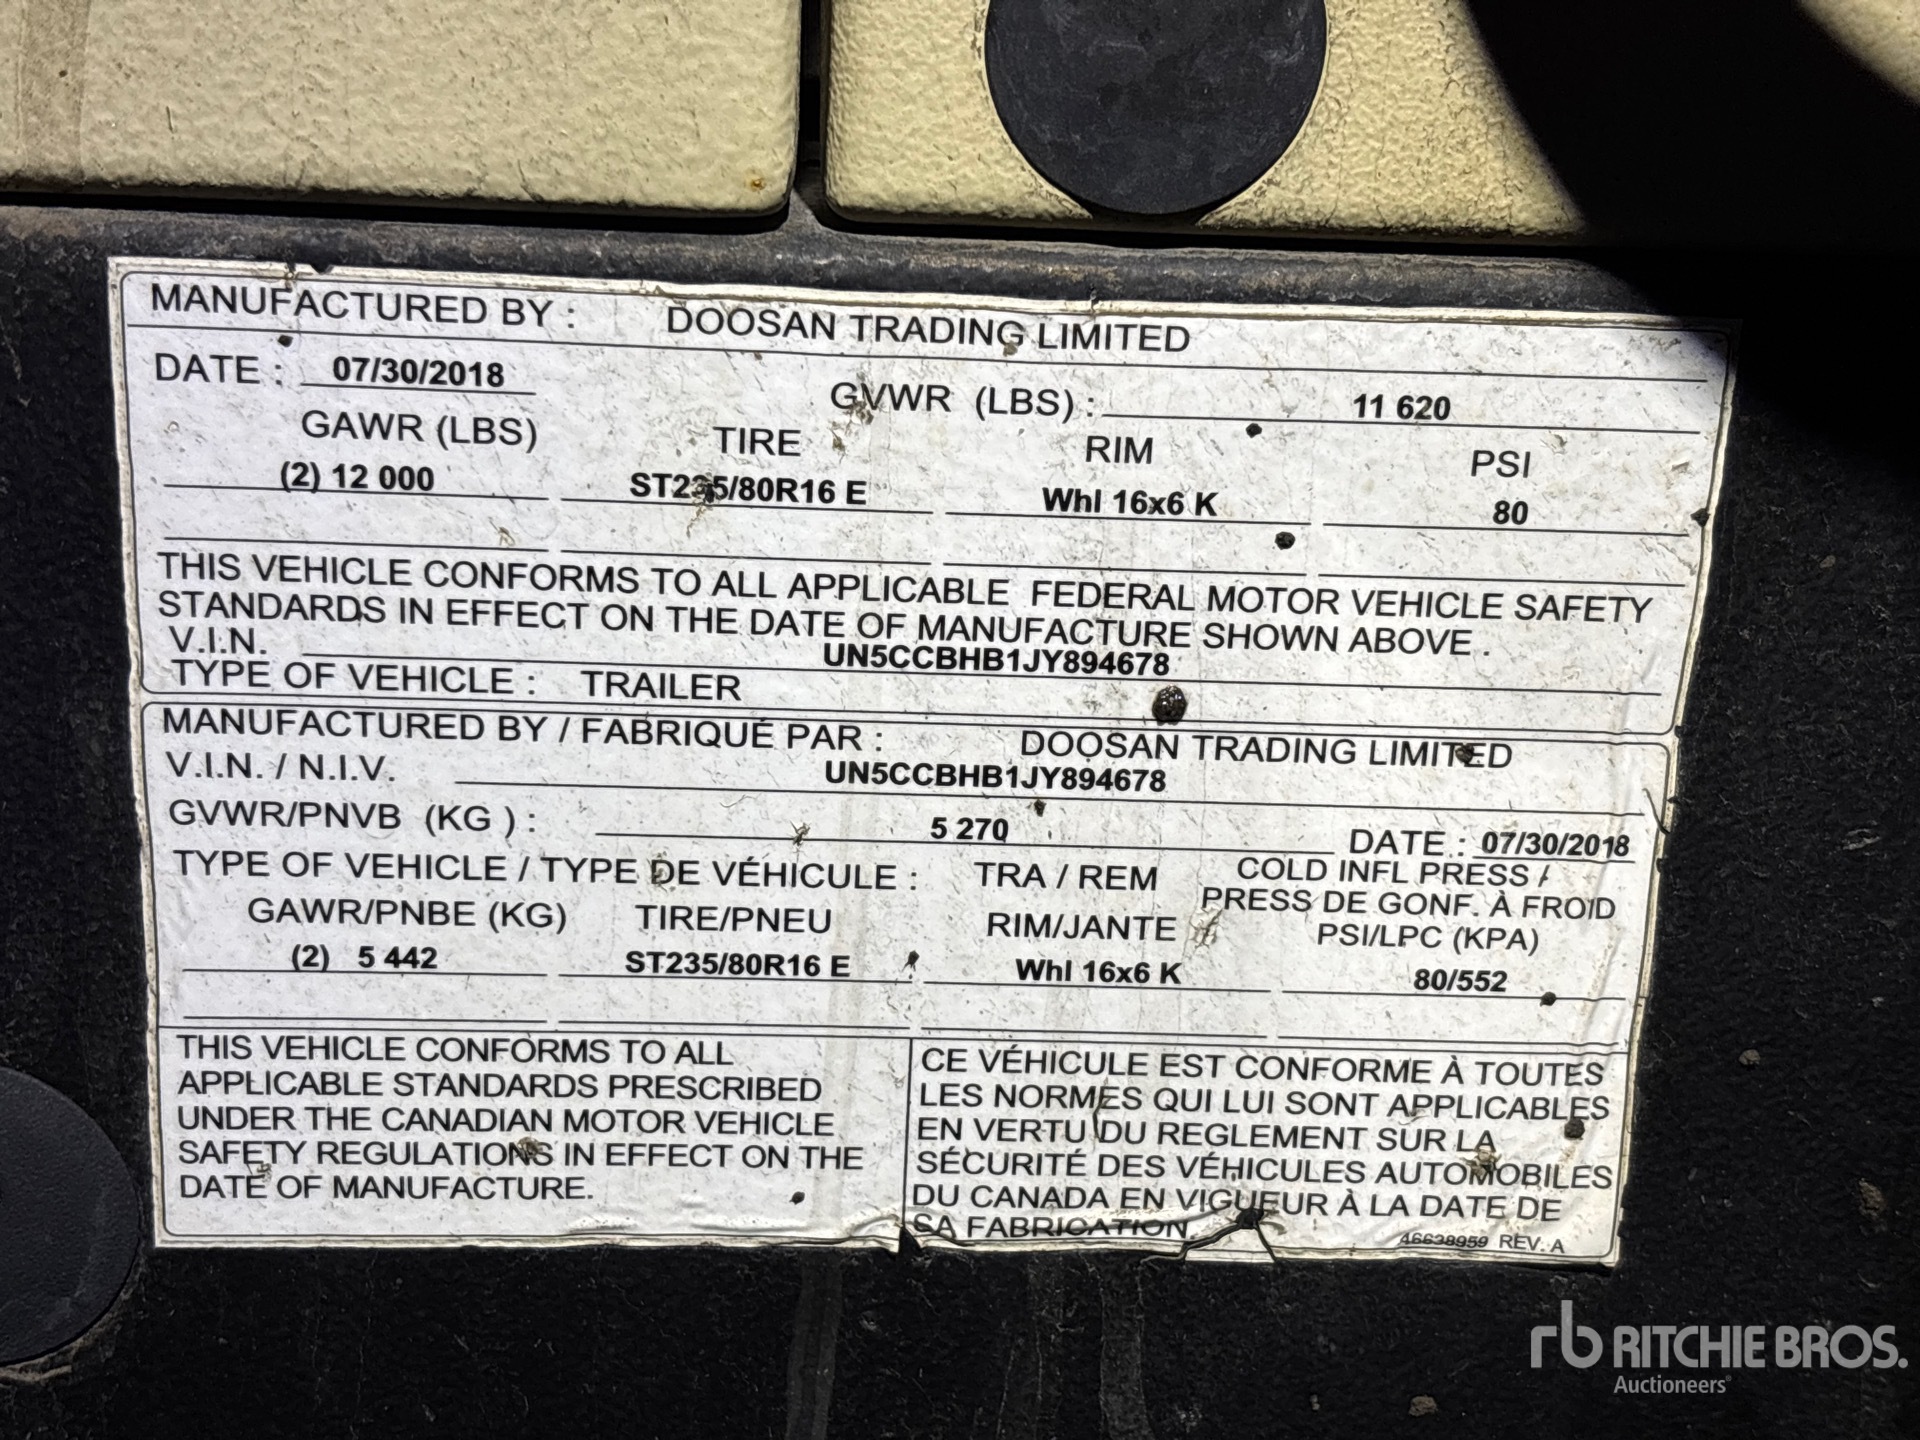 MANUFACTURED BY : DOOSAN TRADING LIMITED
DATE : 07/30/2018 GVWR (LBS) : 11 620
GAWR (LBS) TIRE RIM PSI
(2) 12 000 ST235/80R16 E Whl 16x6 K 80
THIS VEHICLE CONFORMS TO ALL APPLICABLE FEDERAL MOTOR VEHICLE SAFETY
STANDARDS IN EFFECT ON THE DATE OF MANUFACTURE SHOWN ABOVE .
V.I.N. UN5CCBHB1JY894678
TYPE OF VEHICLE : TRAILER
MANUFACTURED BY / FABRIQUÉ PAR : DOOSAN TRADING LIMITED
V.I.N. / N.I.V. UN5CCBHB1JY894678
GVWR/PNVB (KG ) : 5 270 DATE : 07/30/2018
TYPE OF VEHICLE / TYPE DE VÉHICULE : TRA / REM COLD INFL PRESS /
PRESS DE GONF. À FROID
GAWR/PNBE (KG) TIRE/PNEU RIM/JANTE PSI/LPC (KPA)
(2) 5 442 ST235/80R16 E Whl 16x6 K 80/552
THIS VEHICLE CONFORMS TO ALL
APPLICABLE STANDARDS PRESCRIBED
UNDER THE CANADIAN MOTOR VEHICLE
SAFETY REGULATIONS IN EFFECT ON THE
DATE OF MANUFACTURE.
CE VÉHICULE EST CONFORME À TOUTES
LES NORMES QUI LUI SONT APPLICABLES
EN VERTU DU REGLEMENT SUR LA
SÉCURITÉ DES VÉHICULES AUTOMOBILES
DU CANADA EN VIGUEUR À LA DATE DE
SA FABRICATION.
46638959 REV. A
rb RITCHIE BROS.
Auctioneers